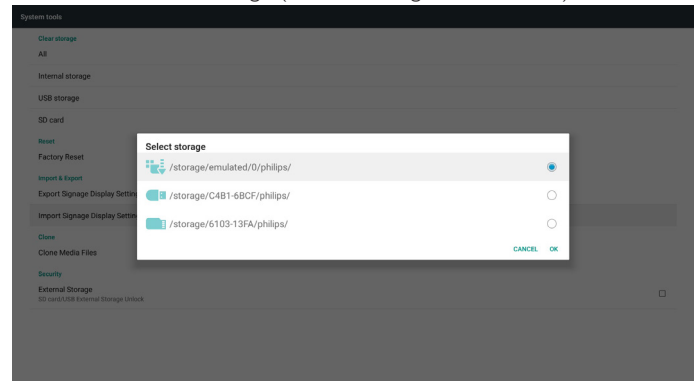 System tools
Clear storage
All
Internal storage
USB storage
SD card
Reset
Factory Reset
Import & Export
Export Signage Display Settin
Import Signage Display Settin
Clone
Clone Media Files
Security
External Storage
SD card/USB External Storage Unlock
Select storage
/storage/emulated/0/philips/
/storage/C4B1-6BCF/philips/
/storage/6103-13FA/philips/
CANCEL OK